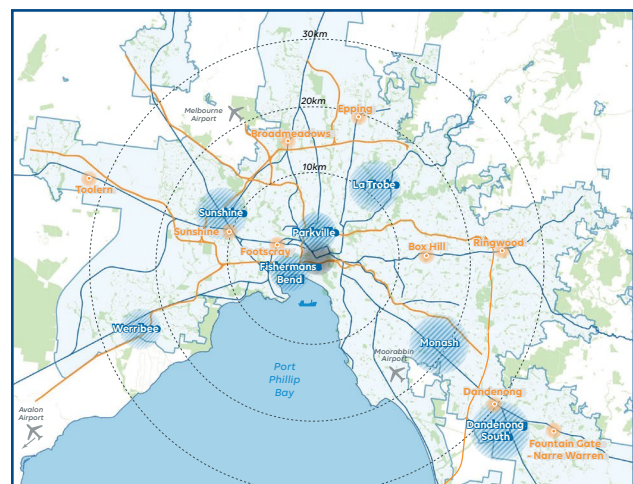 30km
20km
Melbourne
Airport
Epping
Broadmeadows
10km
La Trobe
Toolern
Sunshine
Sunshine
Parkville
Footscray
Box Hill
Ringwood
Fishermans
Bend
Werribee
Monash
Moorabbin
Airport
Port
Phillip
Bay
Dandenong
Avalon
Airport
Dandenong
South
Fountain Gate
- Narre Warren